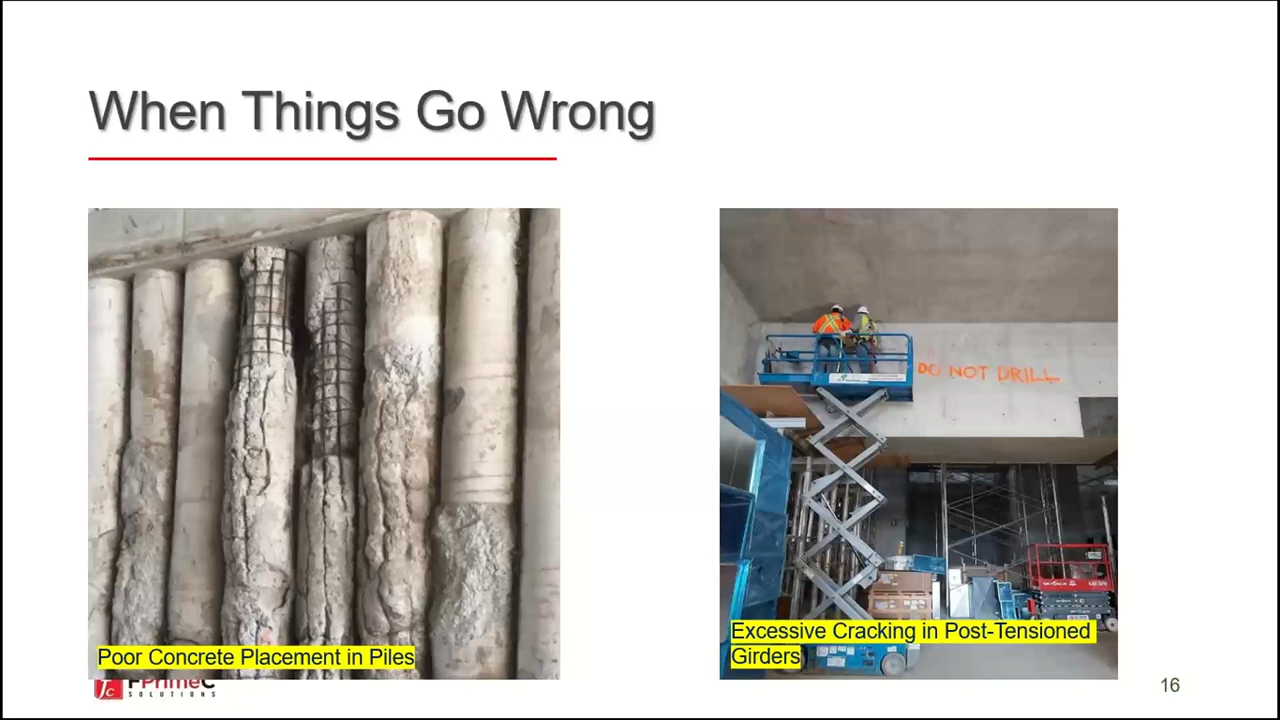 When Things Go Wrong
DO NOT DRILL
Poor Concrete Placement in Piles
Excessive Cracking in Post-Tensioned
Girders
FPrimeC
SOLUTIONS
16